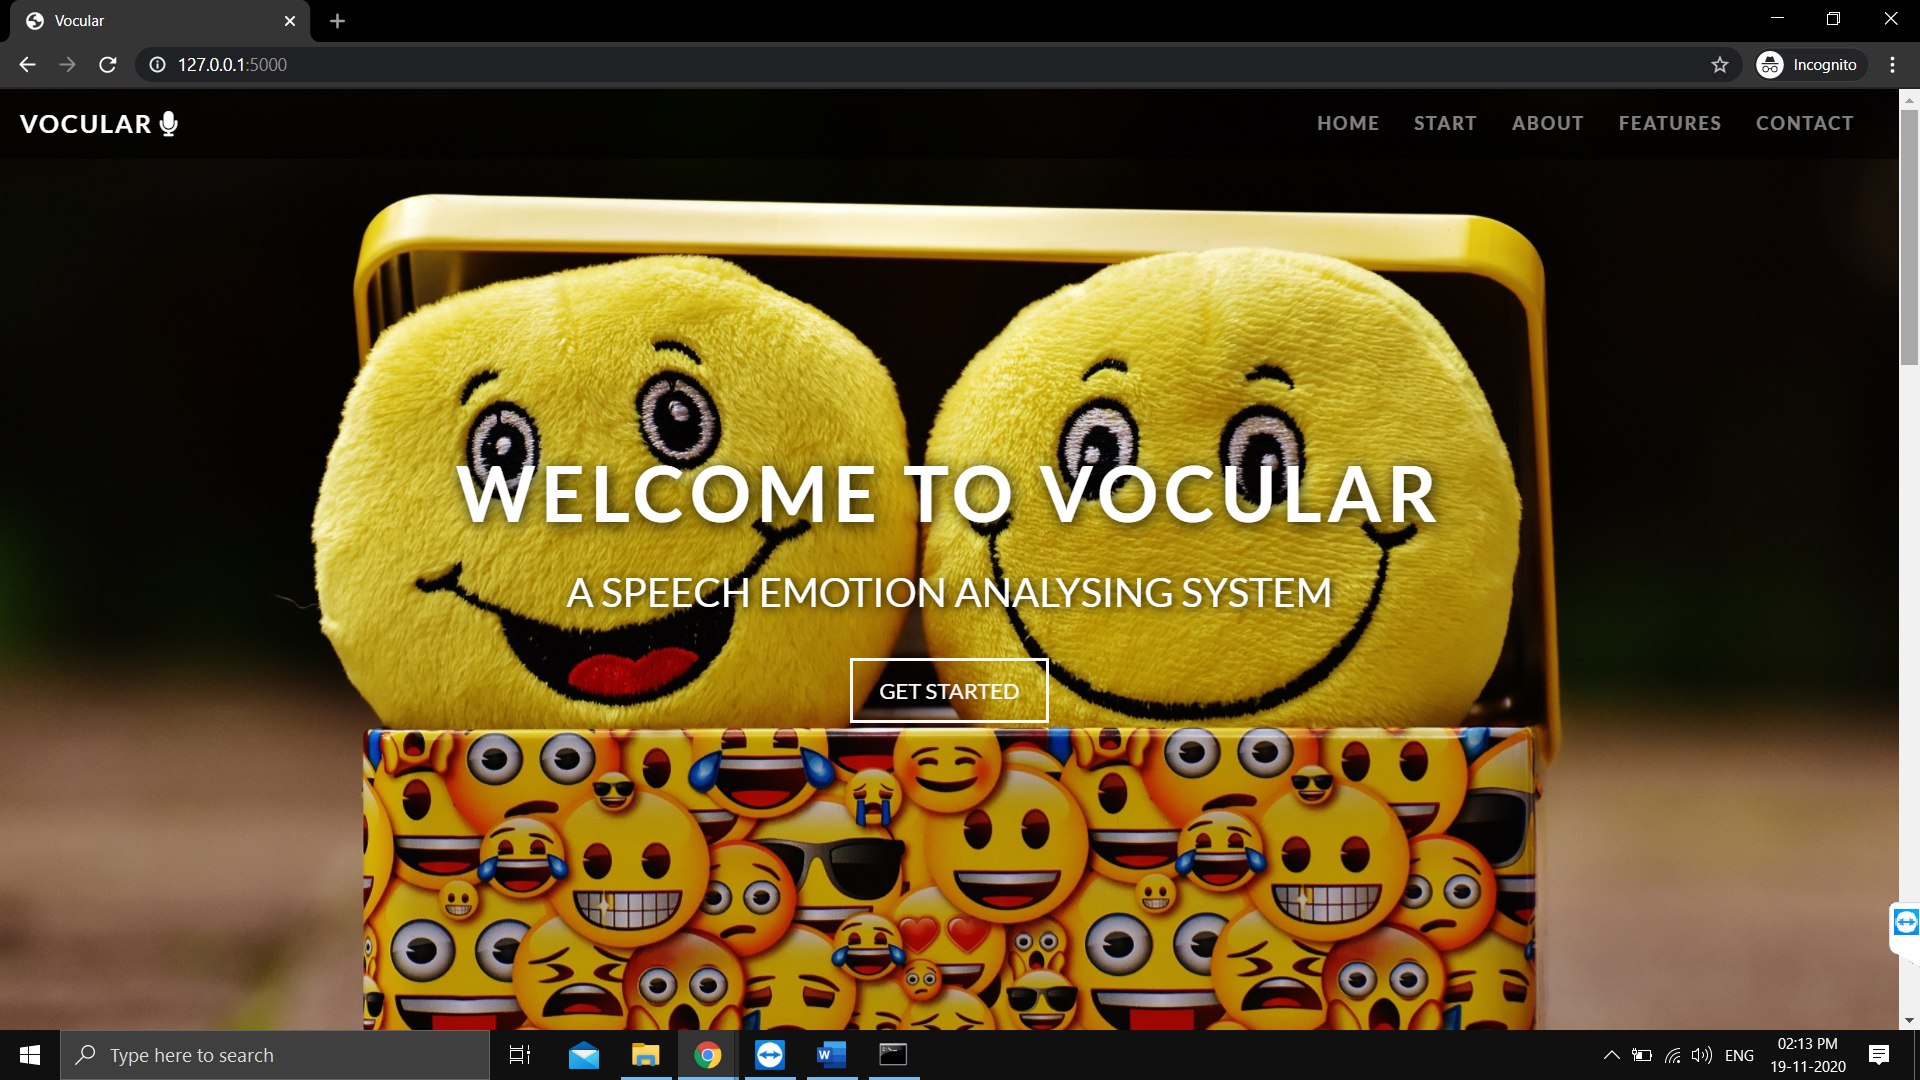 Vocular
127.0.0.1:5000
Incognito
VOCULAR
HOME START ABOUT FEATURES CONTACT
WELCOME TO VOCULAR
A SPEECH EMOTION ANALYSING SYSTEM
GET STARTED
Type here to search
W
ENG
02:13 PM
19-11-2020